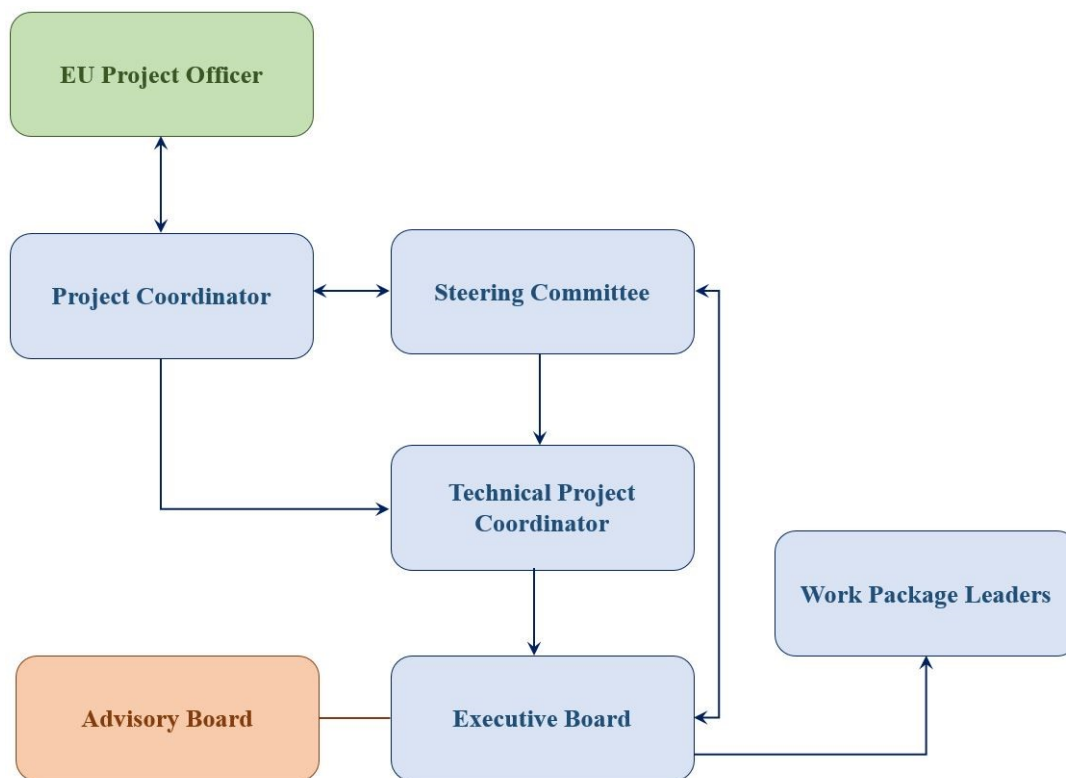 EU Project Officer
Project Coordinator
Steering Committee
Technical Project
Coordinator
Work Package Leaders
Advisory Board
Executive Board